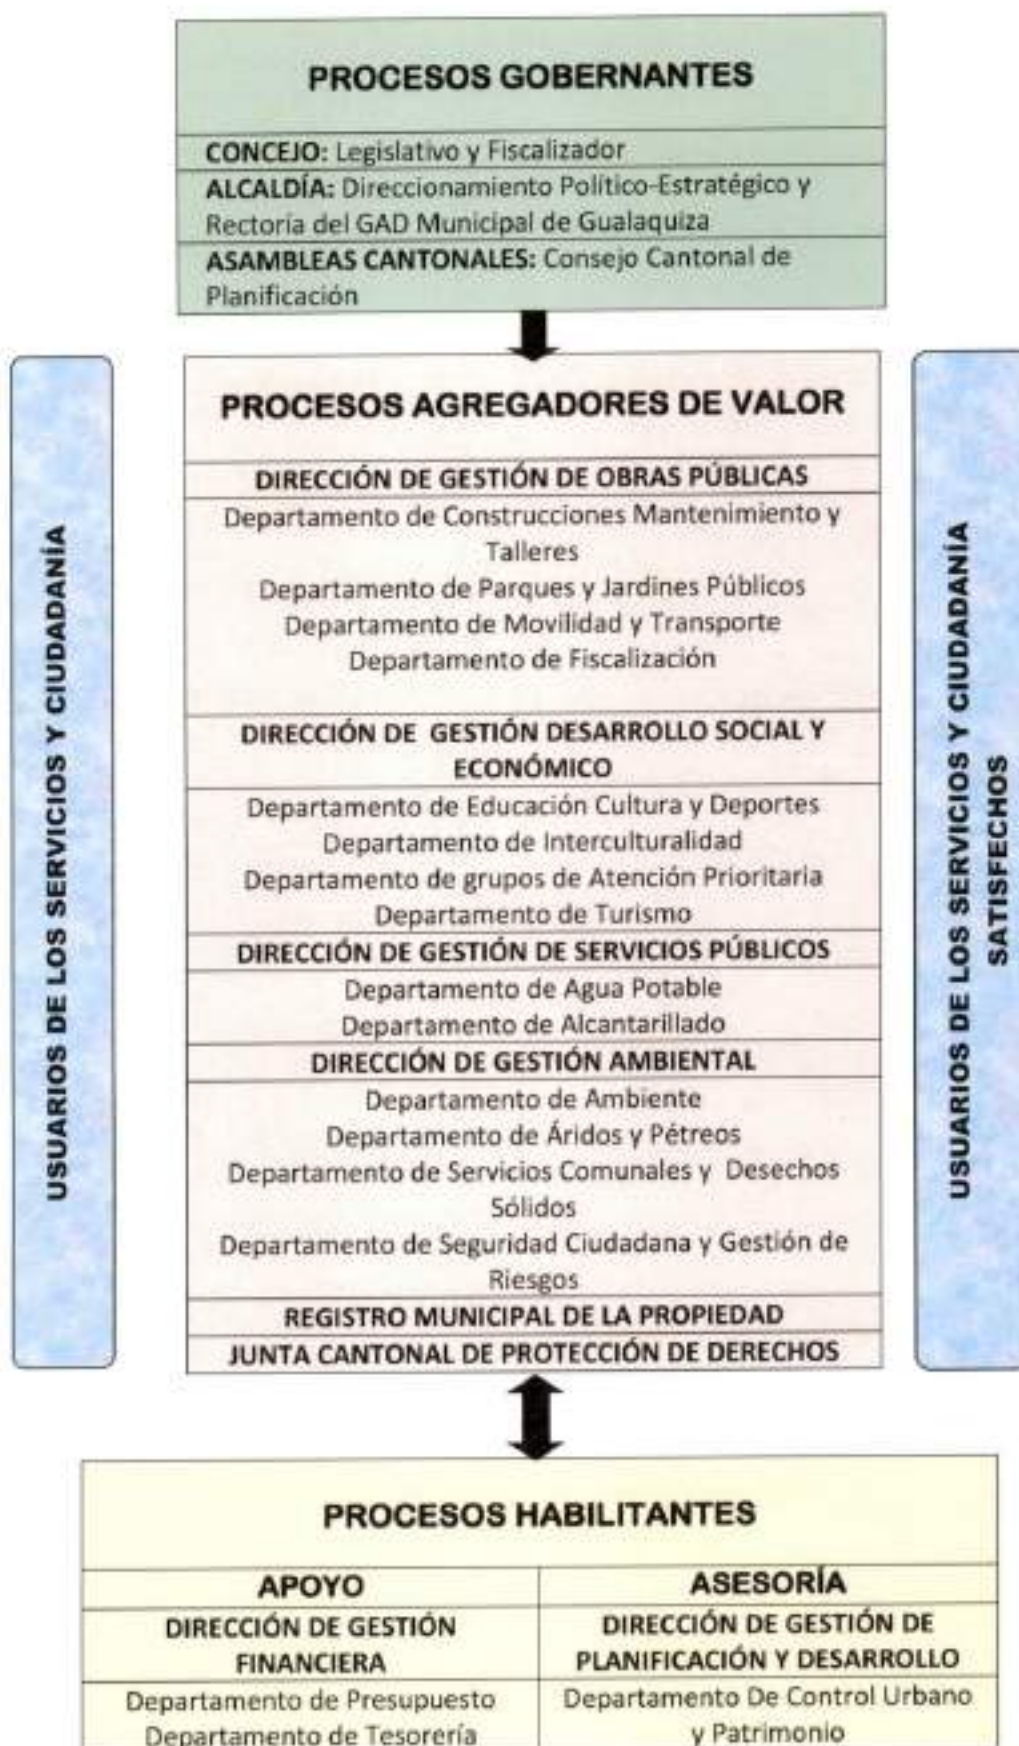 PROCESOS GOBERNANTES
CONCEJO: Legislativo y Fiscalizador
ALCALDÍA: Direccionamiento Político-Estratégico y
Rectoría del GAD Municipal de Gualaquiza
ASAMBLEAS CANTONALES: Consejo Cantonal de
Planificación
USUARIOS DE LOS SERVICIOS Y CIUDADANÍA
PROCESOS AGREGADORES DE VALOR
DIRECCIÓN DE GESTIÓN DE OBRAS PÚBLICAS
Departamento de Construcciones Mantenimiento y
Talleres
Departamento de Parques y Jardines Públicos
Departamento de Movilidad y Transporte
Departamento de Fiscalización
DIRECCIÓN DE GESTIÓN DESARROLLO SOCIAL Y
ECONÓMICO
Departamento de Educación Cultura y Deportes
Departamento de Interculturalidad
Departamento de grupos de Atención Prioritaria
Departamento de Turismo
DIRECCIÓN DE GESTIÓN DE SERVICIOS PÚBLICOS
Departamento de Agua Potable
Departamento de Alcantarillado
DIRECCIÓN DE GESTIÓN AMBIENTAL
Departamento de Ambiente
Departamento de Áridos y Pétreos
Departamento de Servicios Comunales y Desechos
Sólidos
Departamento de Seguridad Ciudadana y Gestión de
Riesgos
REGISTRO MUNICIPAL DE LA PROPIEDAD
JUNTA CANTONAL DE PROTECCIÓN DE DERECHOS
USUARIOS DE LOS SERVICIOS Y CIUDADANÍA
SATISFECHOS
PROCESOS HABILITANTES
APOYO
DIRECCIÓN DE GESTIÓN
FINANCIERA
Departamento de Presupuesto
Departamento de Tesorería
ASESORÍA
DIRECCIÓN DE GESTIÓN DE
PLANIFICACIÓN Y DESARROLLO
Departamento De Control Urbano
y Patrimonio